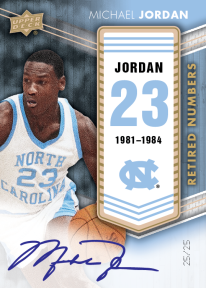 UPPER DECK
MICHAEL JORDAN
JORDAN
23
1981-1984
NC
RETIRED NUMBERS
NORTH
23
CAROLINA
25/25